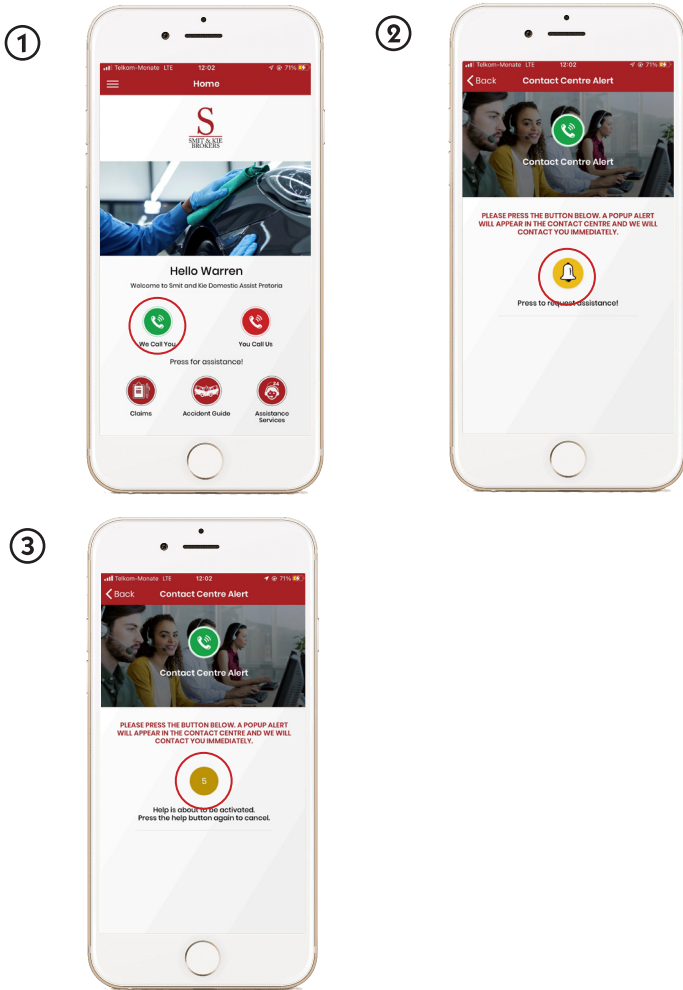 1
Telkom-Monate LTE 12:02 71%
Home
S
SMIT & KIE
BROKERS
Hello Warren
Welcome to Smit and Kie Domestic Assist Pretoria
We Call You
You Call Us
Press for assistance!
24
Claims
Accident Guide
Assistance
Services
2
Telkom-Monate LTE 12:02 71%
Back Contact Centre Alert
Contact Centre Alert
PLEASE PRESS THE BUTTON BELOW. A POPUP ALERT
WILL APPEAR IN THE CONTACT CENTRE AND WE WILL
CONTACT YOU IMMEDIATELY.
Press to request assistance!
3
Telkom-Monate LTE 12:02 71%
Back Contact Centre Alert
Contact Centre Alert
PLEASE PRESS THE BUTTON BELOW. A POPUP ALERT
WILL APPEAR IN THE CONTACT CENTRE AND WE WILL
CONTACT YOU IMMEDIATELY.
5
Help is about to be activated.
Press the help button again to cancel.